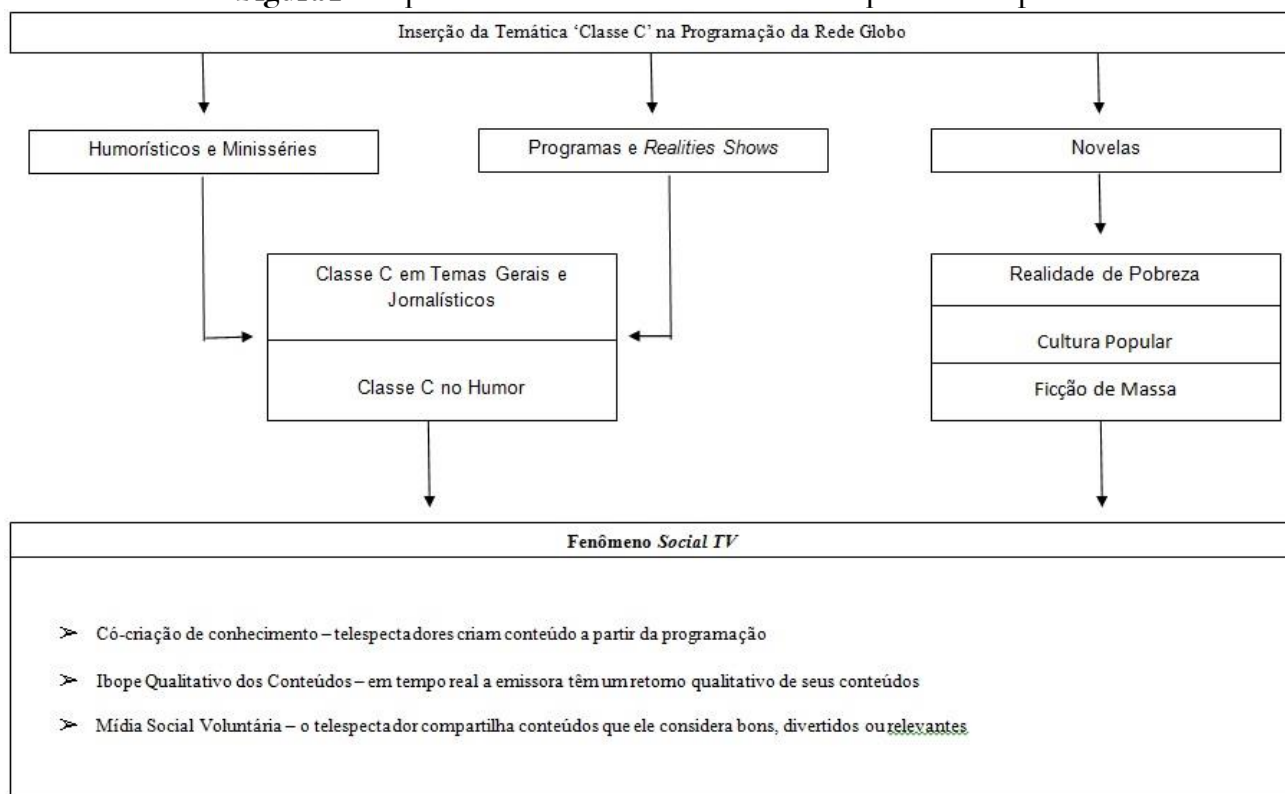 Inserção da Temática ‘Classe C’ na Programação da Rede Globo
Humorísticos e Minisséries
Programas e Realities Shows
Novelas
Classe C em Temas Gerais e
Jornalísticos
Classe C no Humor
Realidade de Pobreza
Cultura Popular
Ficção de Massa
Fenômeno Social TV
➢ Có-criação de conhecimento – telespectadores criam conteúdo a partir da programação
➢ Ibope Qualitativo dos Conteúdos – em tempo real a emissora têm um retorno qualitativo de seus conteúdos
➢ Mídia Social Voluntária – o telespectador compartilha conteúdos que ele considera bons, divertidos ou relevantes